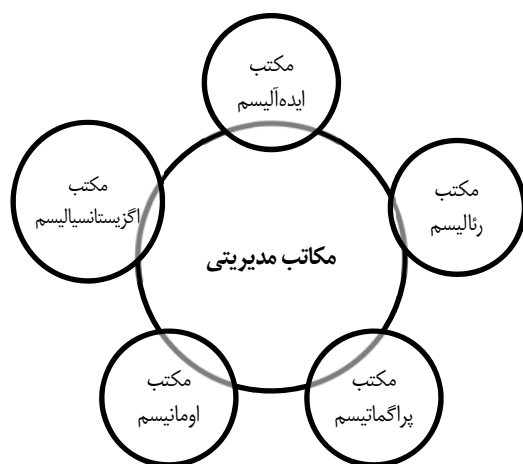 مکتب
ایده‌آلیسم
مکتب
رئالیسم
مکتب
اگزیستانسیالیسم
مکاتب مدیریتی
مکتب
پراگماتیسم
مکتب
اومانیسم